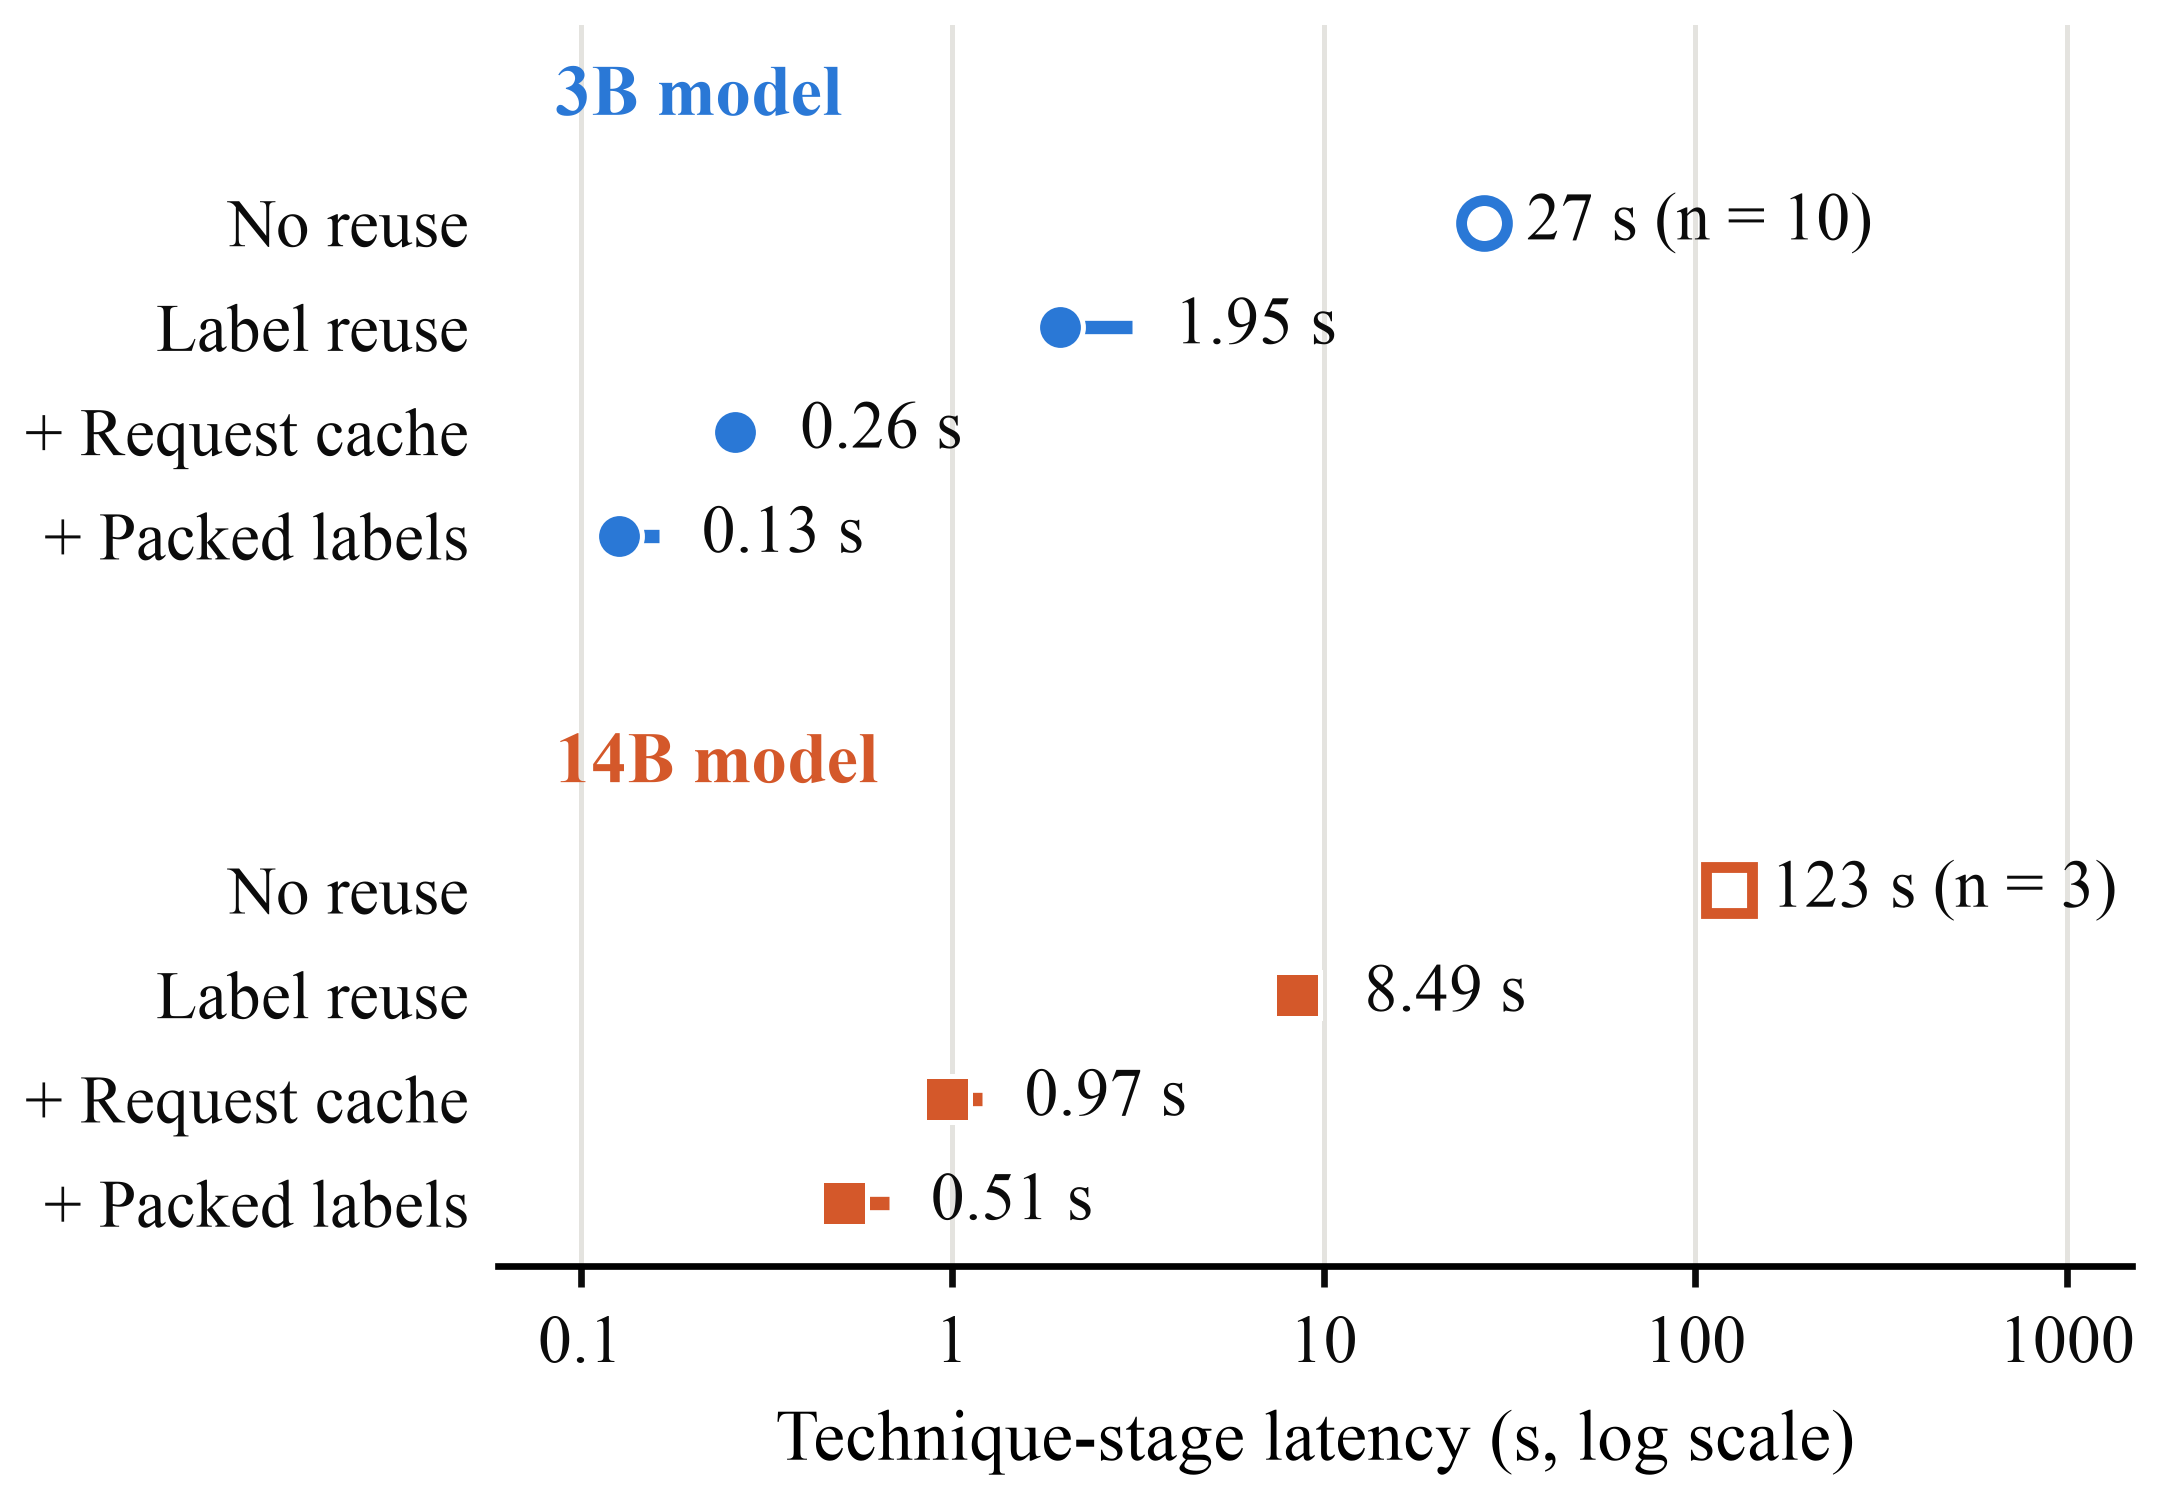 3B model
No reuse 27 s (n = 10)
Label reuse 1.95 s
+ Request cache 0.26 s
+ Packed labels 0.13 s
14B model
No reuse 123 s (n = 3)
Label reuse 8.49 s
+ Request cache 0.97 s
+ Packed labels 0.51 s
0.1 1 10 100 1000
Technique-stage latency (s, log scale)